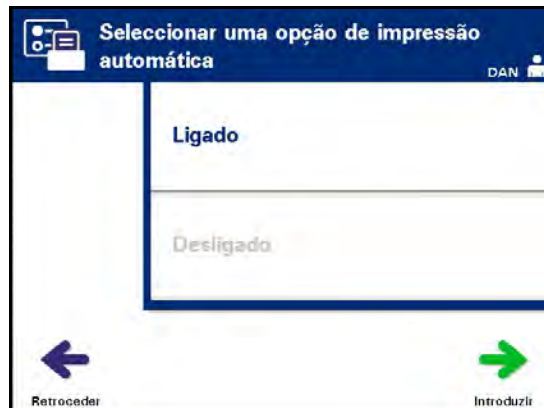 Seleccionar uma opção de impressão
automática
DAN
Ligado
Desligado
Retroceder
Introduzir